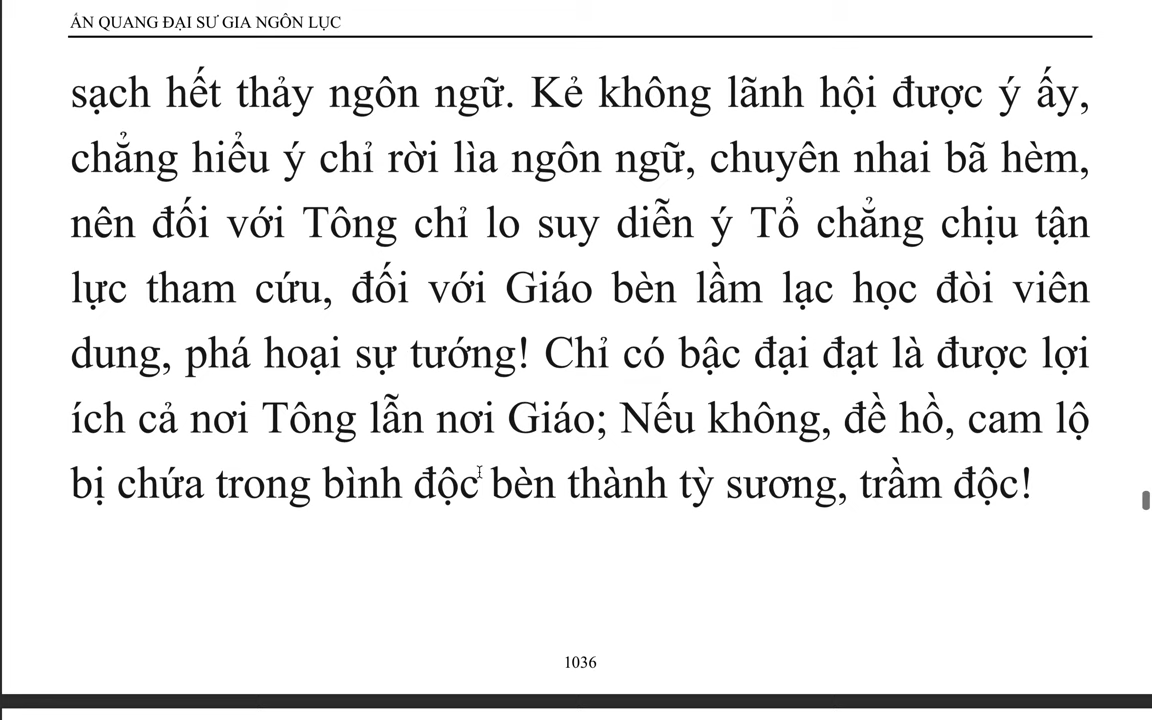 ẤN QUANG ĐẠI SƯ GIA NGÔN LỤC
sạch hết thảy ngôn ngữ. Kẻ không lãnh hội được ý ấy,
chẳng hiểu ý chỉ rời lìa ngôn ngữ, chuyên nhai bã hèm,
nên đối với Tông chỉ lo suy diễn ý Tổ chẳng chịu tận
lực tham cứu, đối với Giáo bèn lầm lạc học đòi viên
dung, phá hoại sự tướng! Chỉ có bậc đại đạt là được lợi
ích cả nơi Tông lẫn nơi Giáo; Nếu không, đề hồ, cam lộ
bị chứa trong bình độc bèn thành tỳ sương, trầm độc!
1036